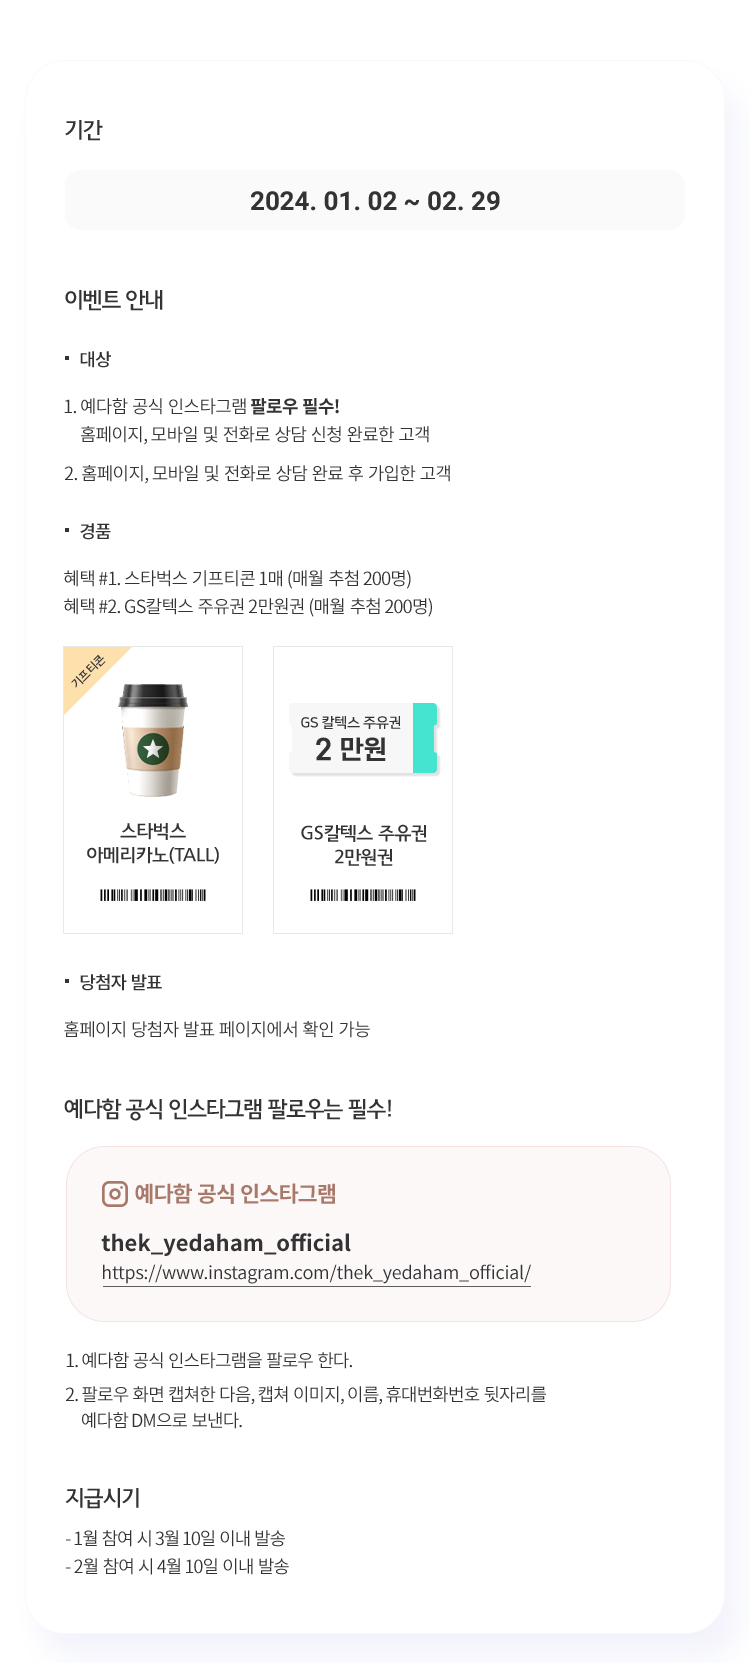 기간
2024. 01. 02 ~ 02. 29
이벤트 안내
▪ 대상
1. 예다함 공식 인스타그램 팔로우 필수!
홈페이지, 모바일 및 전화로 상담 신청 완료한 고객
2. 홈페이지, 모바일 및 전화로 상담 완료 후 가입한 고객
▪ 경품
혜택 #1. 스타벅스 기프티콘 1매 (매월 추첨 200명)
혜택 #2. GS칼텍스 주유권 2만원권 (매월 추첨 200명)
기프티콘
스타벅스
아메리카노(TALL)
GS 칼텍스 주유권
2 만원
GS칼텍스 주유권
2만원권
▪ 당첨자 발표
홈페이지 당첨자 발표 페이지에서 확인 가능
예다함 공식 인스타그램 팔로우는 필수!
예다함 공식 인스타그램
thek_yedaham_official
https://www.instagram.com/thek_yedaham_official/
1. 예다함 공식 인스타그램을 팔로우 한다.
2. 팔로우 화면 캡쳐한 다음, 캡쳐 이미지, 이름, 휴대번화번호 뒷자리를
예다함 DM으로 보낸다.
지급시기
- 1월 참여 시 3월 10일 이내 발송
- 2월 참여 시 4월 10일 이내 발송